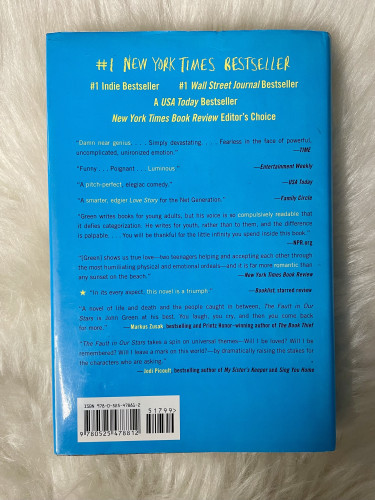 #1 NEW YORK TIMES BESTSELLER
#1 Indie Bestseller #1 Wall Street Journal Bestseller
A USA Today Bestseller
New York Times Book Review Editor's Choice
"Damn near genius . . . Simply devastating. . . . Fearless in the face of powerful,
uncomplicated, unironized emotion."
—TIME
"Funny . . . Poignant . . . Luminous."
—Entertainment Weekly
"A pitch-perfect, elegiac comedy."
—USA Today
"A smarter, edgier Love Story for the Net Generation."
—Family Circle
"Green writes books for young adults, but his voice is so compulsively readable that
it defies categorization. He writes for youth, rather than to them, and the difference
is palpable. . . . You will be thankful for the little infinity you spend inside this book."
—NPR.org
"[Green] shows us true love—two teenagers helping and accepting each other through
the most humiliating physical and emotional ordeals—and it is far more romantic than
any sunset on the beach."
—New York Times Book Review
★ "In its every aspect, this novel is a triumph."
—Booklist, starred review
"A novel of life and death and the people caught in between, The Fault in Our
Stars is John Green at his best. You laugh, you cry, and then you come back
for more."
—Markus Zusak, bestselling and Printz Honor–winning author of The Book Thief
"The Fault in Our Stars takes a spin on universal themes—Will I be loved? Will I be
remembered? Will I leave a mark on this world?—by dramatically raising the stakes for
the characters who are asking."
—Jodi Picoult, bestselling author of My Sister's Keeper and Sing You Home
ISBN 978-0-525-47881-2
51799
9 780525 478812